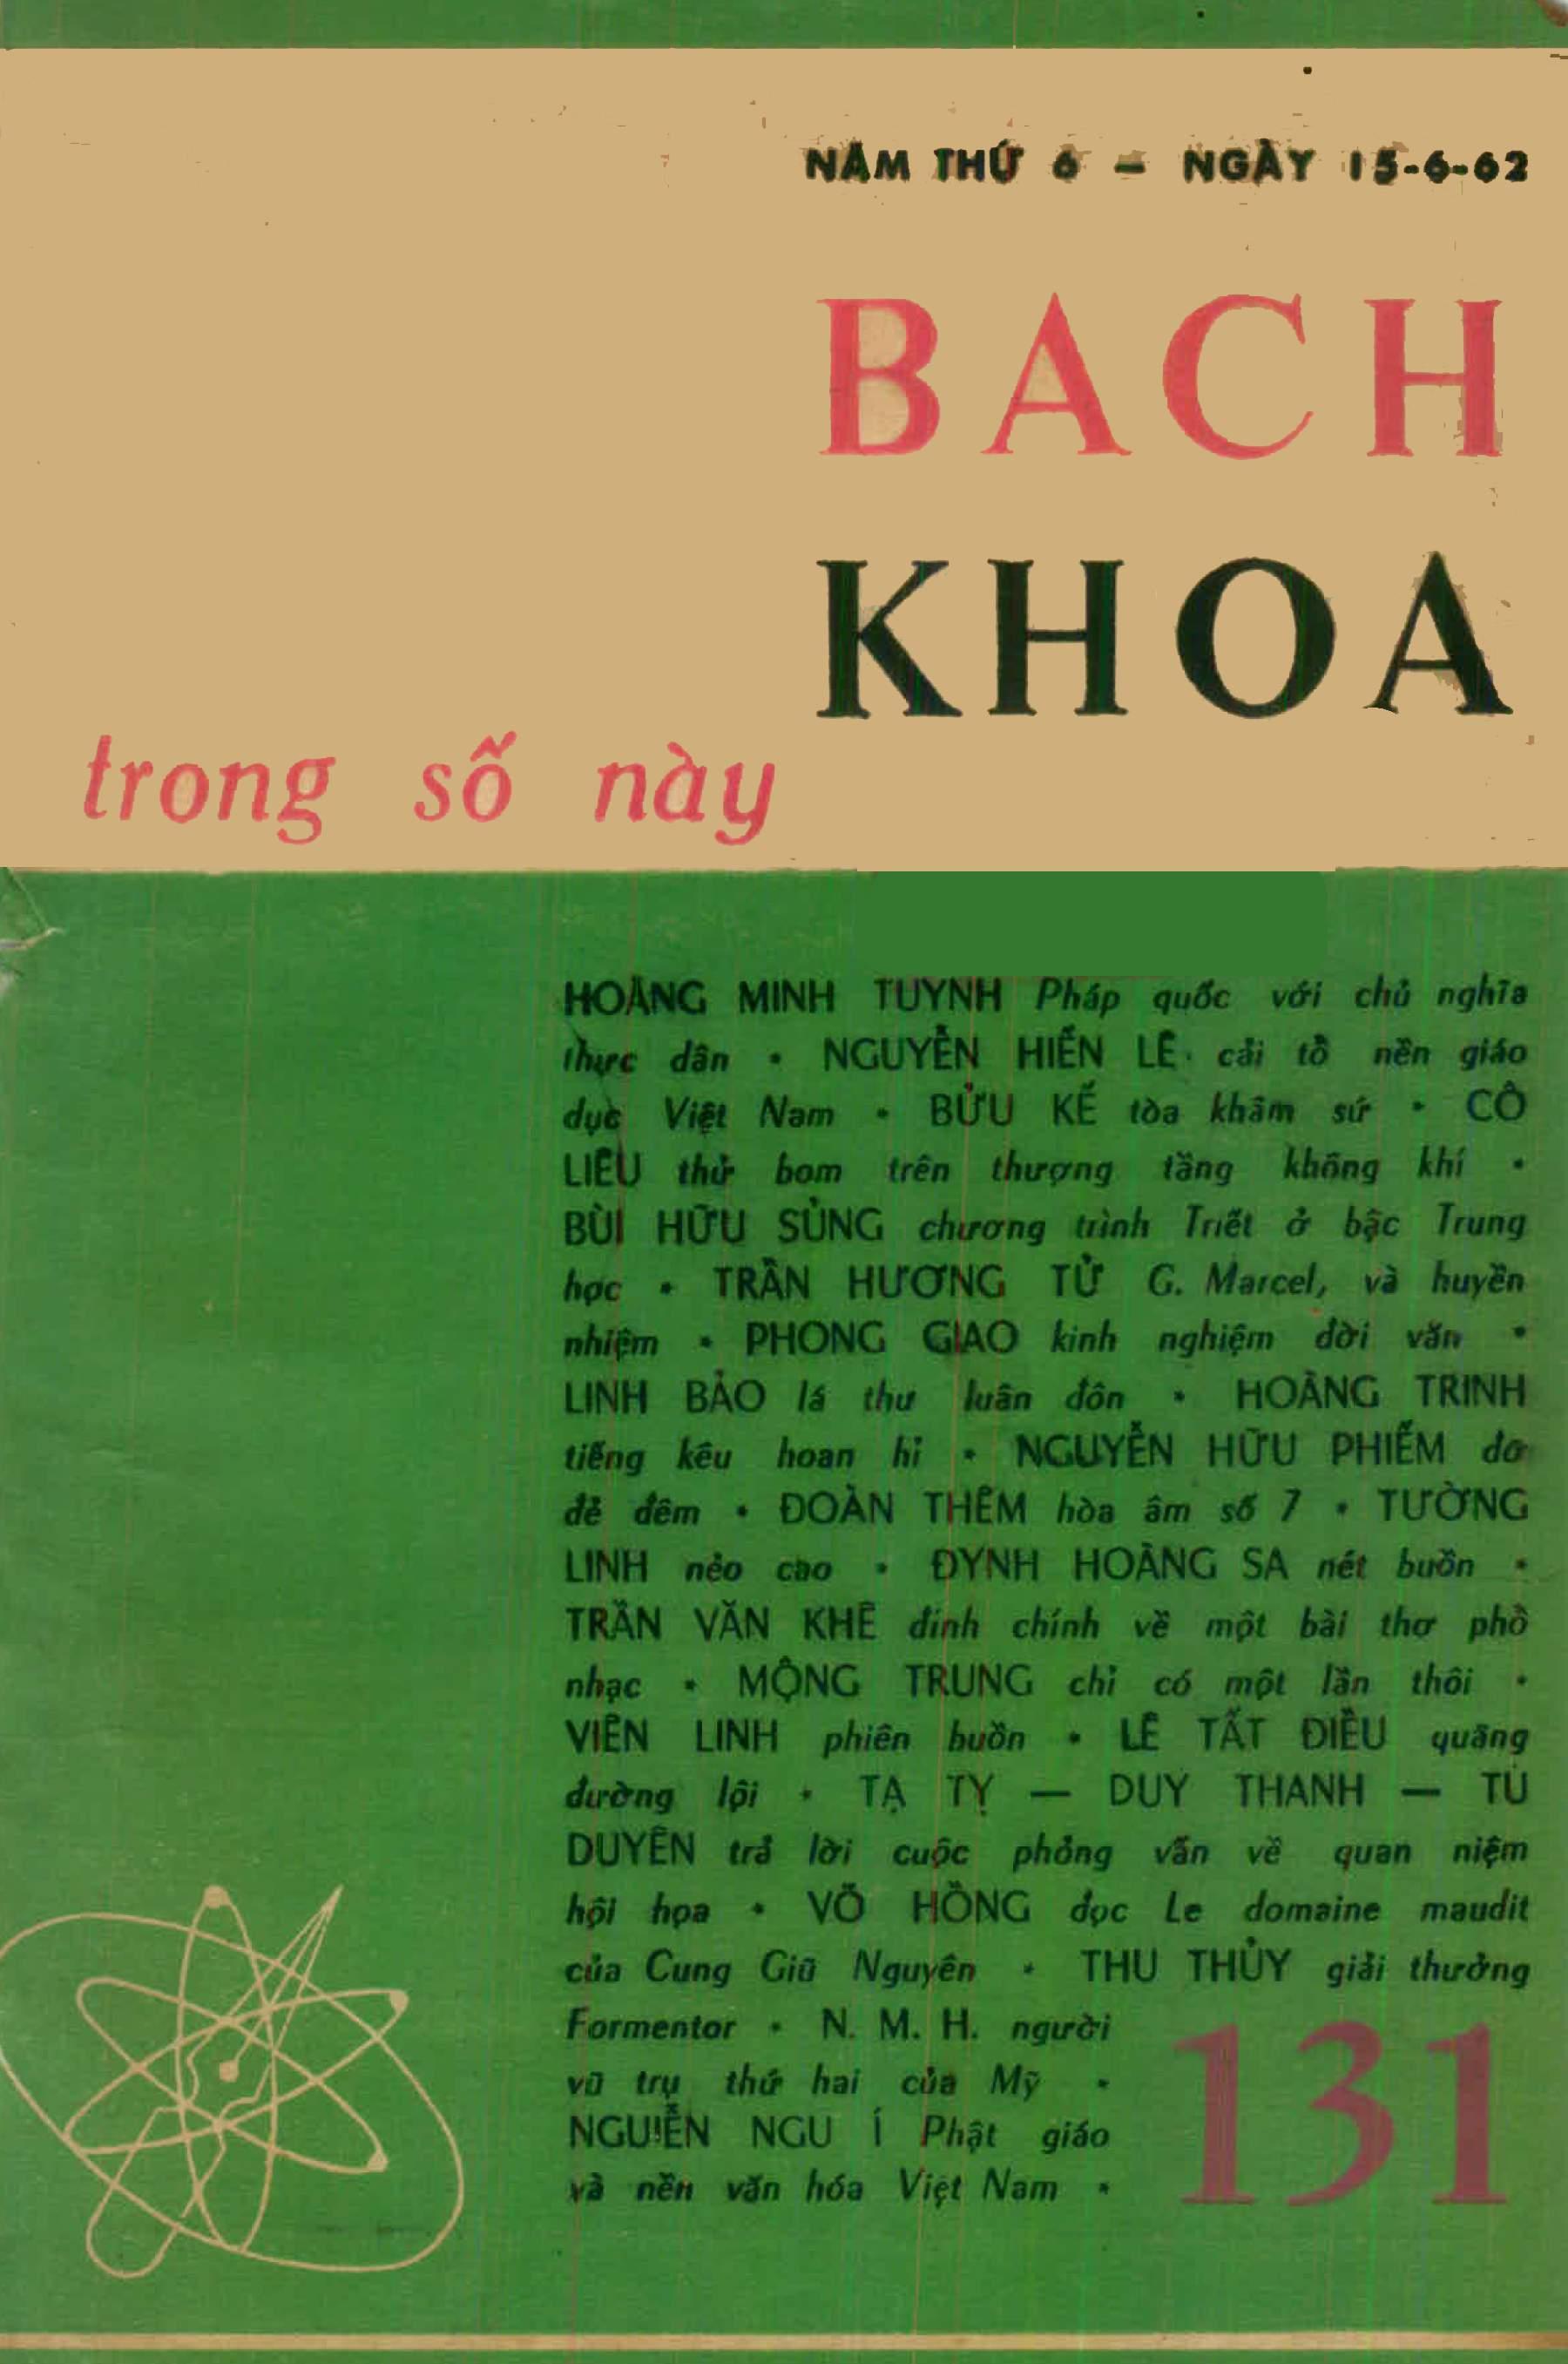 NĂM THỨ 6 — NGÀY 15-6-62
BACH
KHOA
trong số này
HOÀNG MINH TUYNH Pháp quốc với chủ nghĩa
thực dân • NGUYỄN HIẾN LÊ cải tổ nền giáo
dục Việt Nam • BỬU KẾ tòa khâm sứ • CÔ
LIÊU thử bom trên thượng tầng không khí •
BÙI HỮU SỦNG chương trình Triết ở bậc Trung
học • TRẦN HƯƠNG TỬ G. Marcel, và huyền
nhiệm • PHONG GIAO kinh nghiệm đời văn •
LINH BẢO lá thư luân đôn • HOÀNG TRINH
tiếng kêu hoan hỉ • NGUYỄN HỮU PHIẾM dơ
dẻ đêm • ĐOÀN THÊM hòa âm số 7 • TƯỜNG
LINH nẻo cao • ĐYNH HOÀNG SA nét buồn •
TRẦN VĂN KHÊ đính chính về một bài thơ phổ
nhạc • MỘNG TRUNG chỉ có một lần thôi •
VIÊN LINH phiên buồn • LÊ TẤT ĐIỀU quãng
đường lội • TẠ TỴ — DUY THANH — TÚ
DUYÊN trả lời cuộc phỏng vấn về quan niệm
hội họa • VÕ HỒNG đọc Le domaine maudit
của Cung Giũ Nguyên • THU THỦY giải thưởng
Formentor • N. M. H. người
vũ trụ thứ hai của Mỹ •
NGUIỄN NGU Í Phật giáo
và nền văn hóa Việt Nam •
131